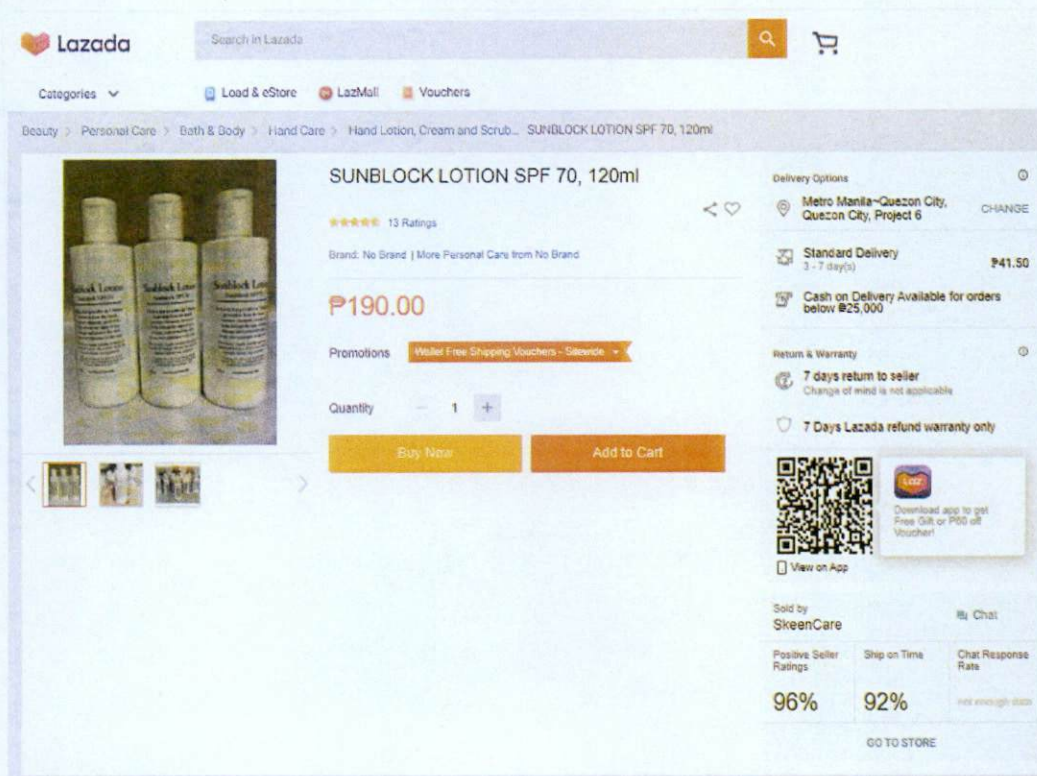 Lazada
Search in Lazada
Categories
Load & eStore
LazMall
Vouchers
Beauty > Personal Care > Bath & Body > Hand Care > Hand Lotion, Cream and Scrub... SUNBLOCK LOTION SPF 70, 120ml
Sunblock Lotion
SUNBLOCK LOTION SPF 70, 120ml
13 Ratings
Brand: No Brand | More Personal Care from No Brand
₱190.00
Promotions
Wallet Free Shipping Vouchers - Sitewide
Quantity
- 1 +
Buy Now
Add to Cart
Delivery Options
Metro Manila~Quezon City,
Quezon City, Project 6
CHANGE
Standard Delivery
3 - 7 day(s)
₱41.50
Cash on Delivery Available for orders
below ₱25,000
Return & Warranty
7 days return to seller
Change of mind is not applicable
7 Days Lazada refund warranty only
Laz
Download app to get
Free Gift or P60 off
Voucher!
View on App
Sold by
SkeenCare
Chat
Positive Seller
Ratings
Ship on Time
Chat Response
Rate
96%
92%
not enough data
GO TO STORE